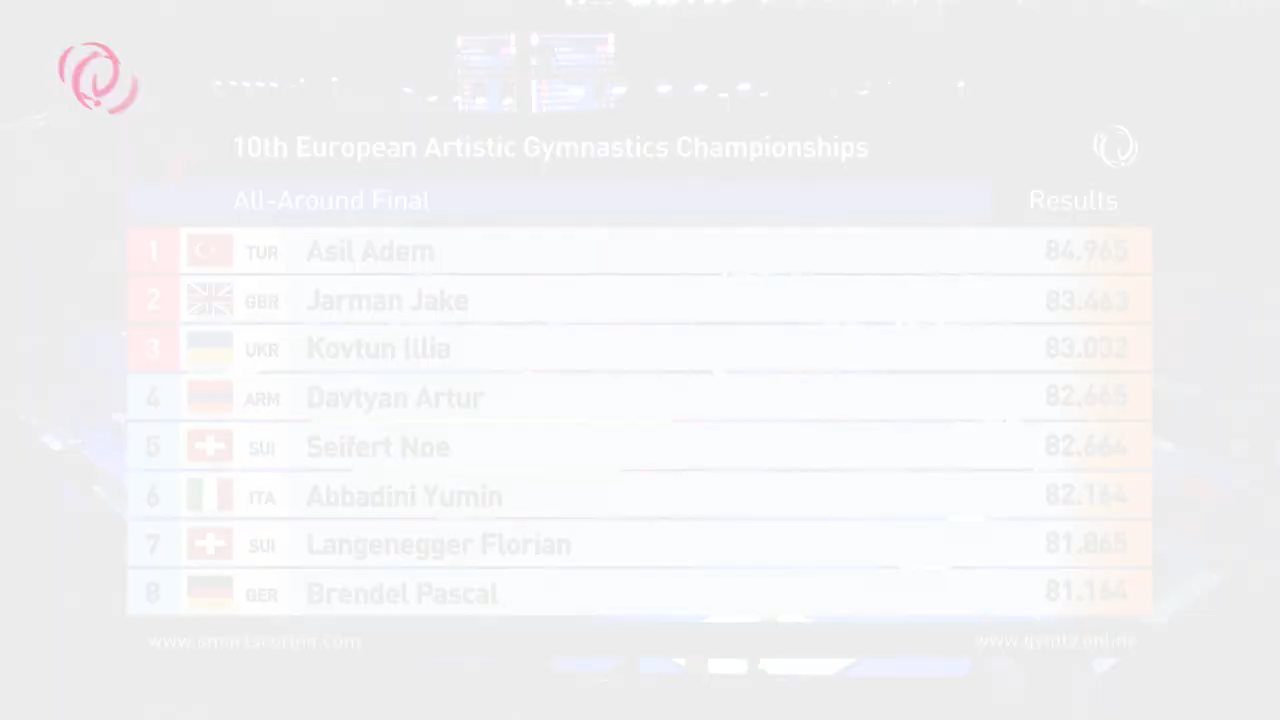 10th European Artistic Gymnastics Championships
All-Around Final Results
1 TUR Asil Adem 84.965
2 GBR Jarman Jake 83.463
3 UKR Kovtun Illia 83.032
4 ARM Davtyan Artur 82.665
5 SUI Seifert Noe 82.664
6 ITA Abbadini Yumin 82.164
7 SUI Langenegger Florian 81.865
8 GER Brendel Pascal 81.164
www.smartscoring.com www.gymtv.online